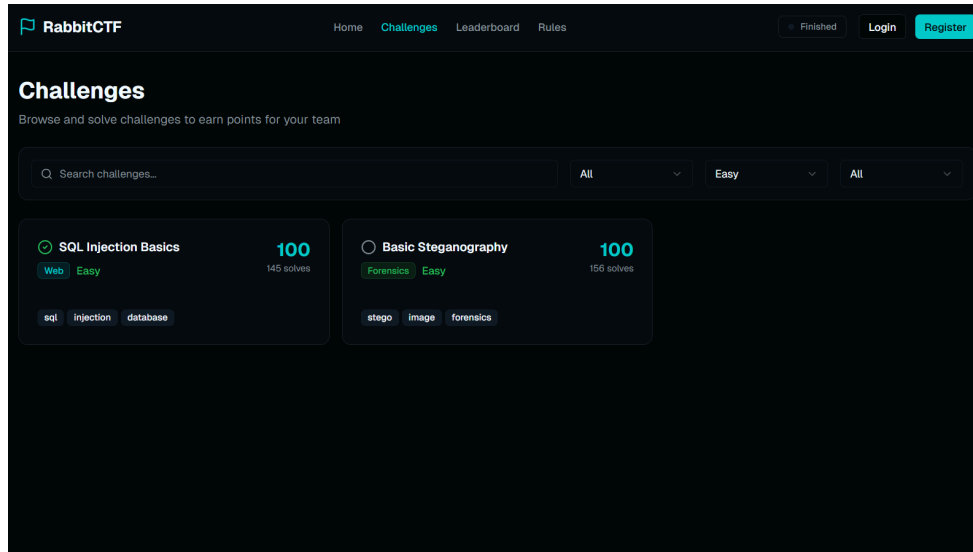 RabbitCTF
Home Challenges Leaderboard Rules
Finished Login Register
Challenges
Browse and solve challenges to earn points for your team
Search challenges...
All Easy All
SQL Injection Basics 100
Web Easy 145 solves
sql injection database
Basic Steganography 100
Forensics Easy 156 solves
stego image forensics